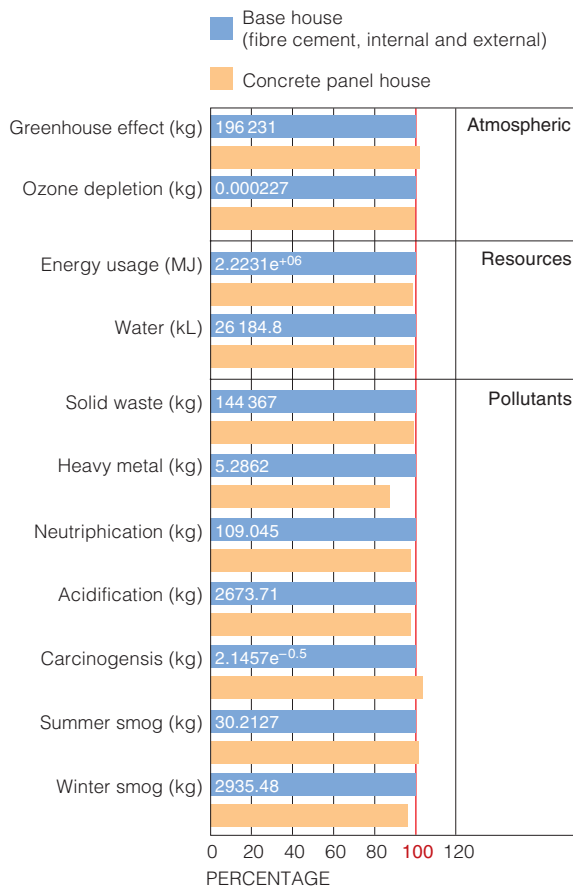 Base house
(fibre cement, internal and external)
Concrete panel house
Atmospheric
Greenhouse effect (kg) 196 231
Ozone depletion (kg) 0.000227
Resources
Energy usage (MJ) 2.2231e+06
Water (kL) 26 184.8
Pollutants
Solid waste (kg) 144 367
Heavy metal (kg) 5.2862
Neutriphication (kg) 109.045
Acidification (kg) 2673.71
Carcinogensis (kg) 2.1457e−0.5
Summer smog (kg) 30.2127
Winter smog (kg) 2935.48
0 20 40 60 80 100 120
PERCENTAGE